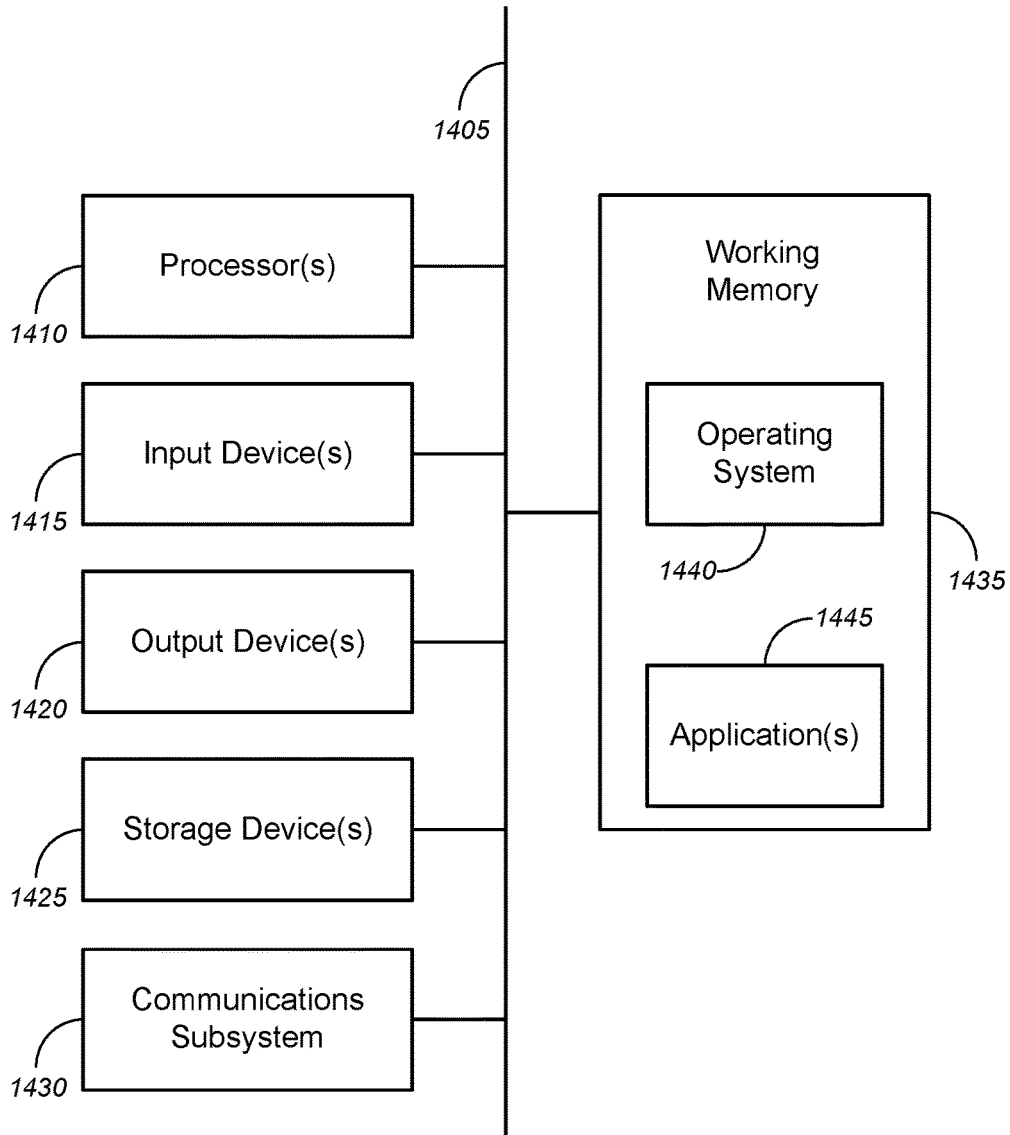 1405
Processor(s)
1410
Input Device(s)
1415
Output Device(s)
1420
Storage Device(s)
1425
Communications
Subsystem
1430
Working
Memory
Operating
System
1440
1435
1445
Application(s)